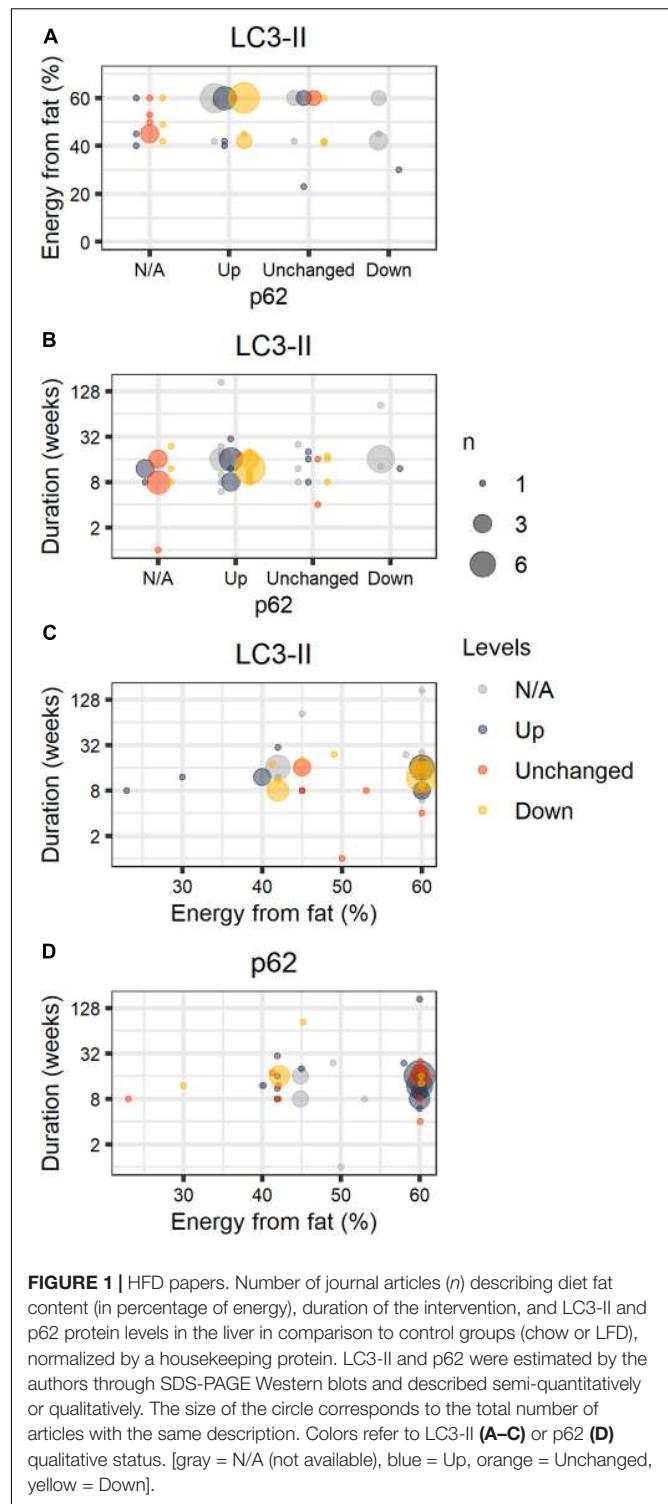 A
LC3-II
Energy from fat (%)
60
40
20
0
N/A Up Unchanged Down
p62
B
LC3-II
Duration (weeks)
128
32
8
2
N/A Up Unchanged Down
p62
n
1
3
6
C
LC3-II
Duration (weeks)
128
32
8
2
30 40 50 60
Energy from fat (%)
Levels
N/A
Up
Unchanged
Down
D
p62
Duration (weeks)
128
32
8
2
30 40 50 60
Energy from fat (%)
FIGURE 1 | HFD papers. Number of journal articles (n) describing diet fat
content (in percentage of energy), duration of the intervention, and LC3-II and
p62 protein levels in the liver in comparison to control groups (chow or LFD),
normalized by a housekeeping protein. LC3-II and p62 were estimated by the
authors through SDS-PAGE Western blots and described semi-quantitatively
or qualitatively. The size of the circle corresponds to the total number of
articles with the same description. Colors refer to LC3-II (A–C) or p62 (D)
qualitative status. [gray = N/A (not available), blue = Up, orange = Unchanged,
yellow = Down].